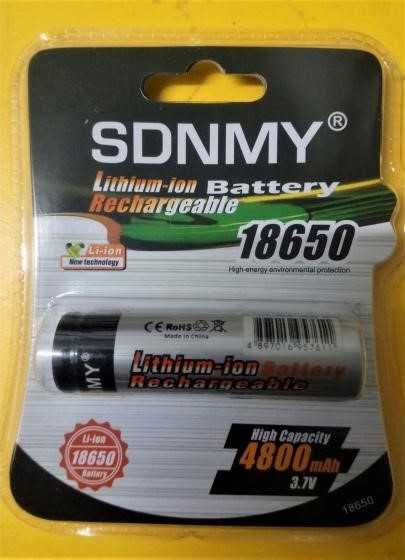 SDNMY®
Lithium-ion Battery
Rechargeable
18650
High-energy environmental protection
Li-ion
New technology
CE RoHS
Made in China
Lithium-ion Battery
Rechargeable
NMY®
Li-ion
18650
Battery
High Capacity
4800mAh
3.7V
18650